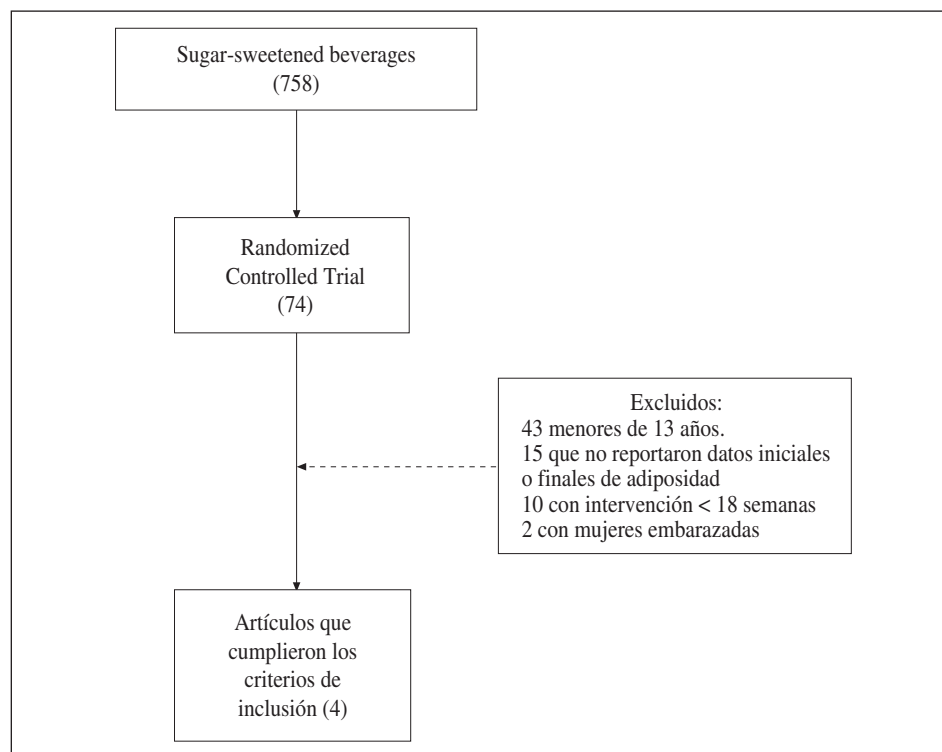 Sugar-sweetened beverages
(758)
Randomized
Controlled Trial
(74)
Excluidos:
43 menores de 13 años.
15 que no reportaron datos iniciales
o finales de adiposidad
10 con intervención < 18 semanas
2 con mujeres embarazadas
Artículos que
cumplieron los
criterios de
inclusión (4)